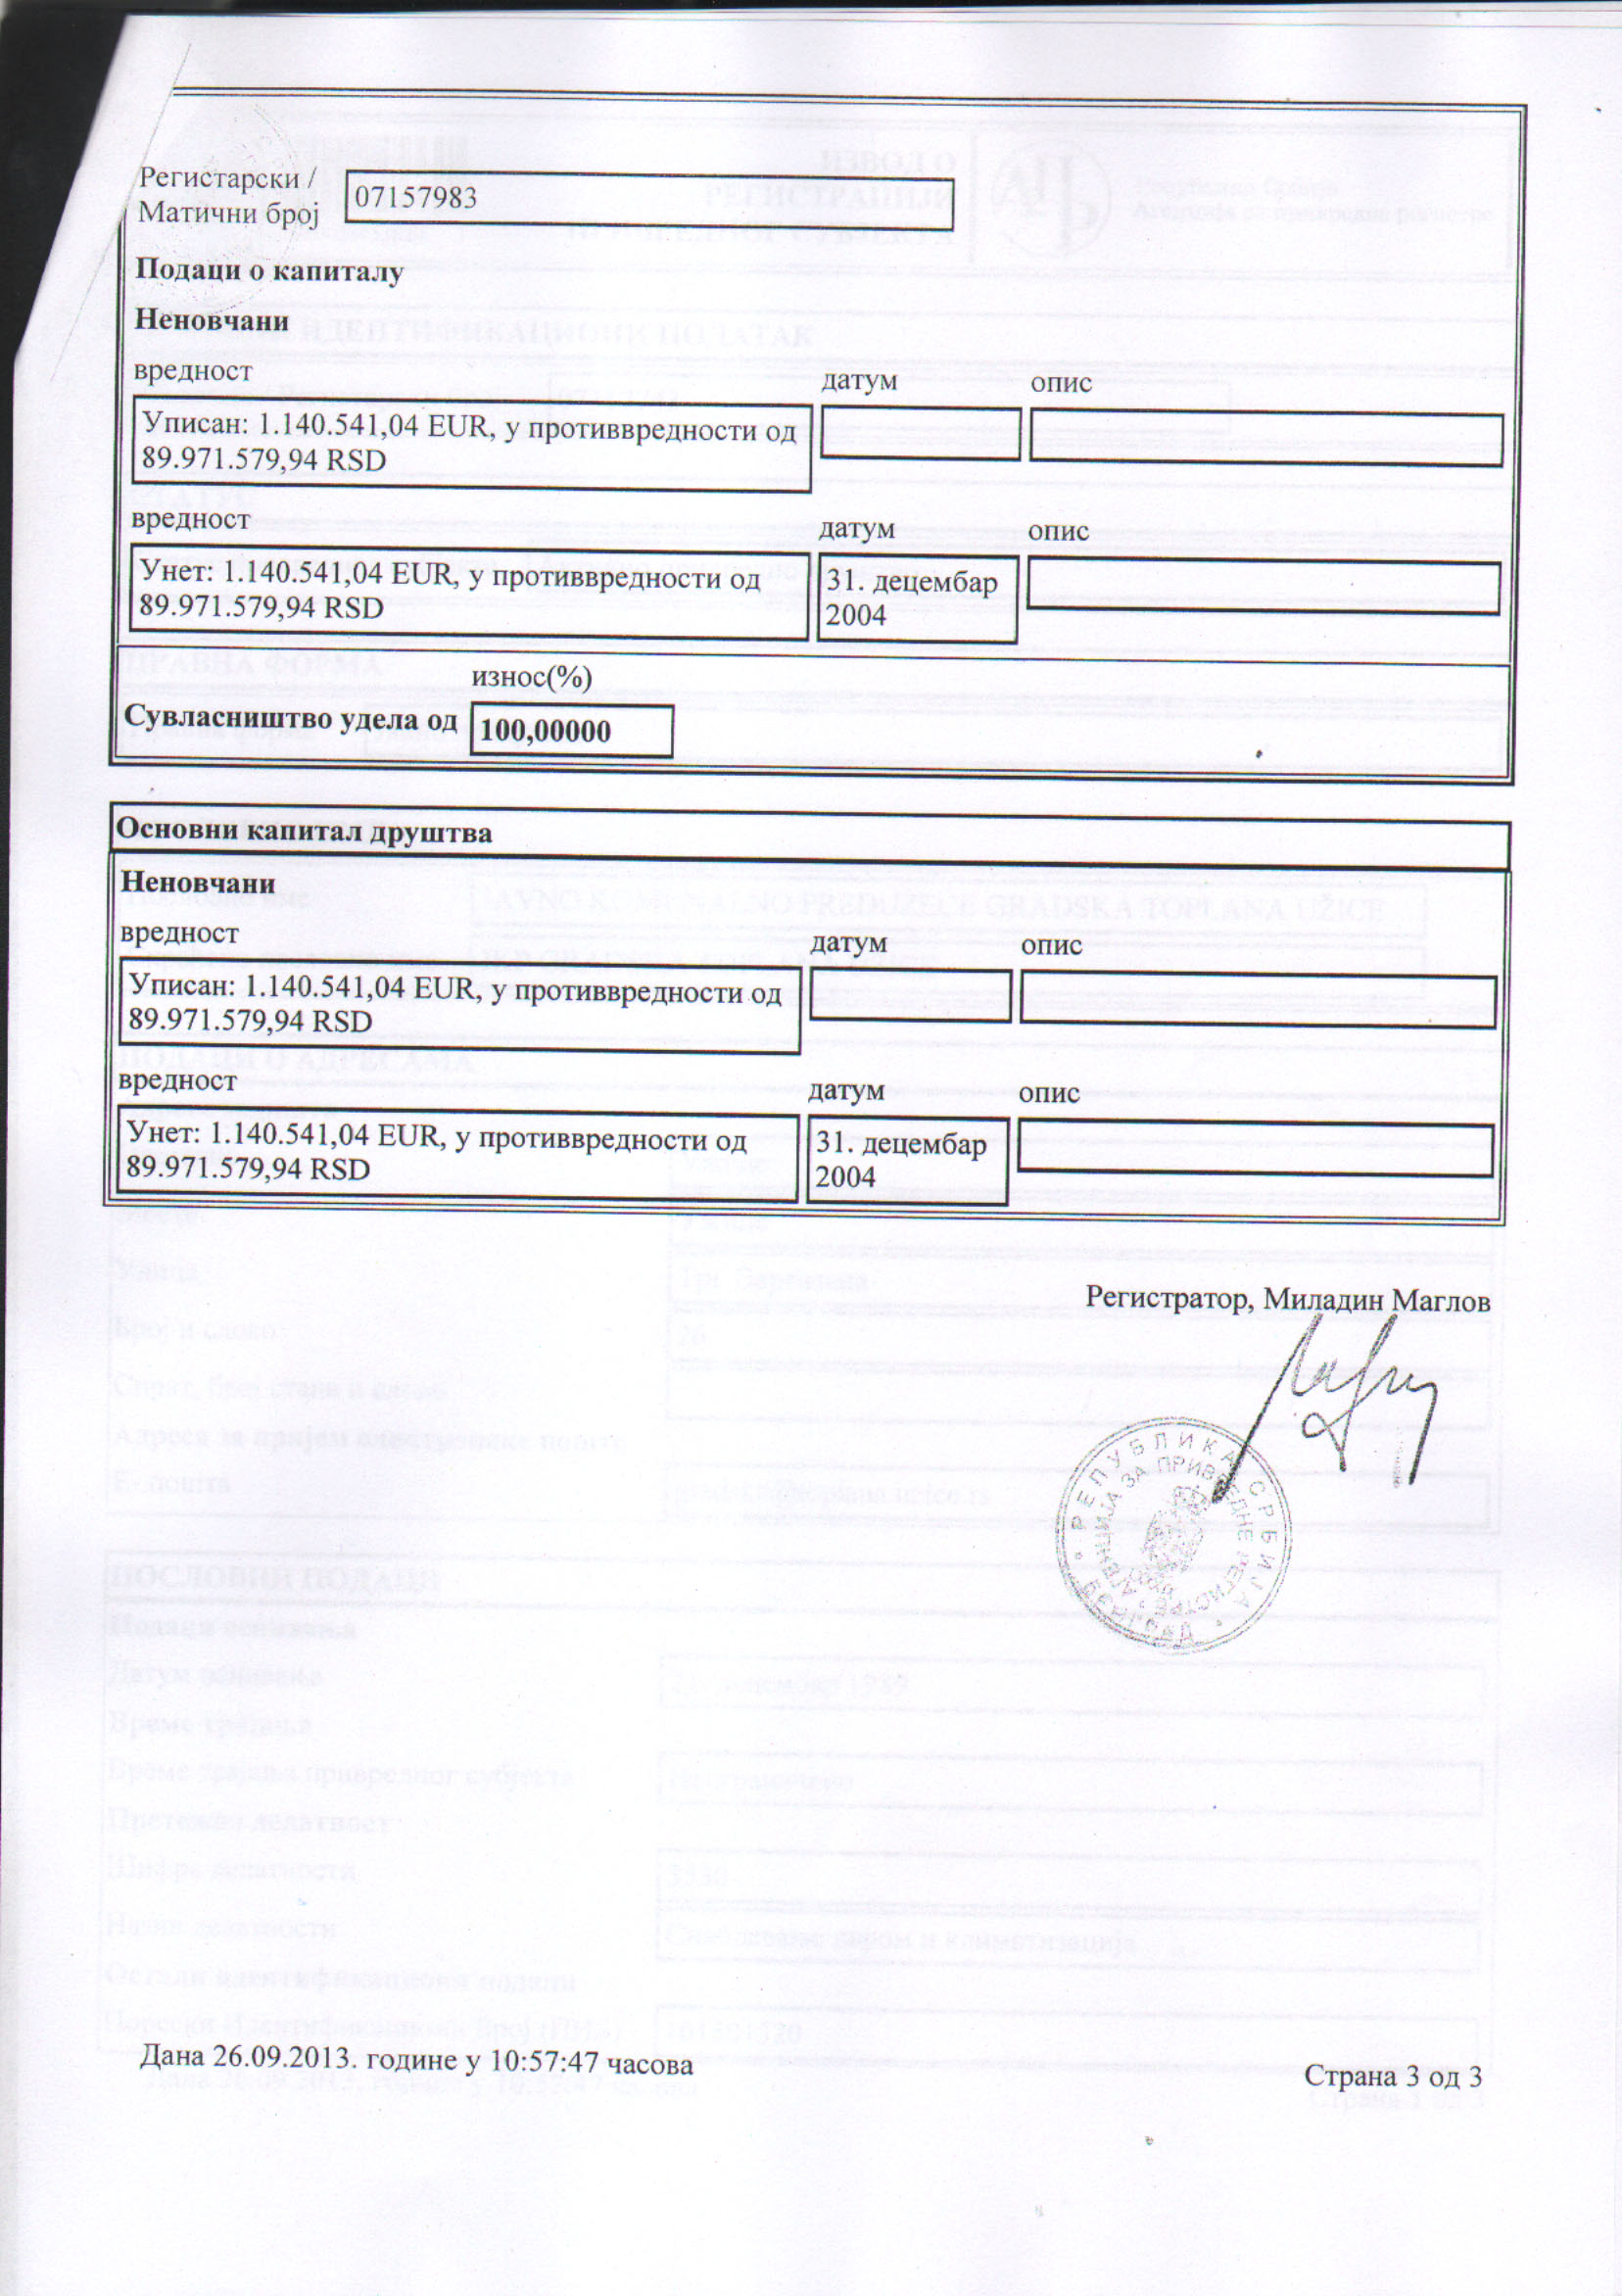 Регистарски /
Матични број
07157983
Подаци о капиталу
Неновчани
вредност
датум
опис
Уписан: 1.140.541,04 EUR, у противвредности од
89.971.579,94 RSD
вредност
датум
опис
Унет: 1.140.541,04 EUR, у противвредности од
89.971.579,94 RSD
31. децембар
2004
износ(%)
Сувласништво удела од
100,00000
Основни капитал друштва
Неновчани
вредност
датум
опис
Уписан: 1.140.541,04 EUR, у противвредности од
89.971.579,94 RSD
вредност
датум
опис
Унет: 1.140.541,04 EUR, у противвредности од
89.971.579,94 RSD
31. децембар
2004
Регистратор, Миладин Маглов
РЕПУБЛИКА СРБИЈА
АГЕНЦИЈА ЗА ПРИВРЕДНЕ РЕГИСТРЕ
БЕОГРАД
Дана 26.09.2013. године у 10:57:47 часова
Страна 3 од 3